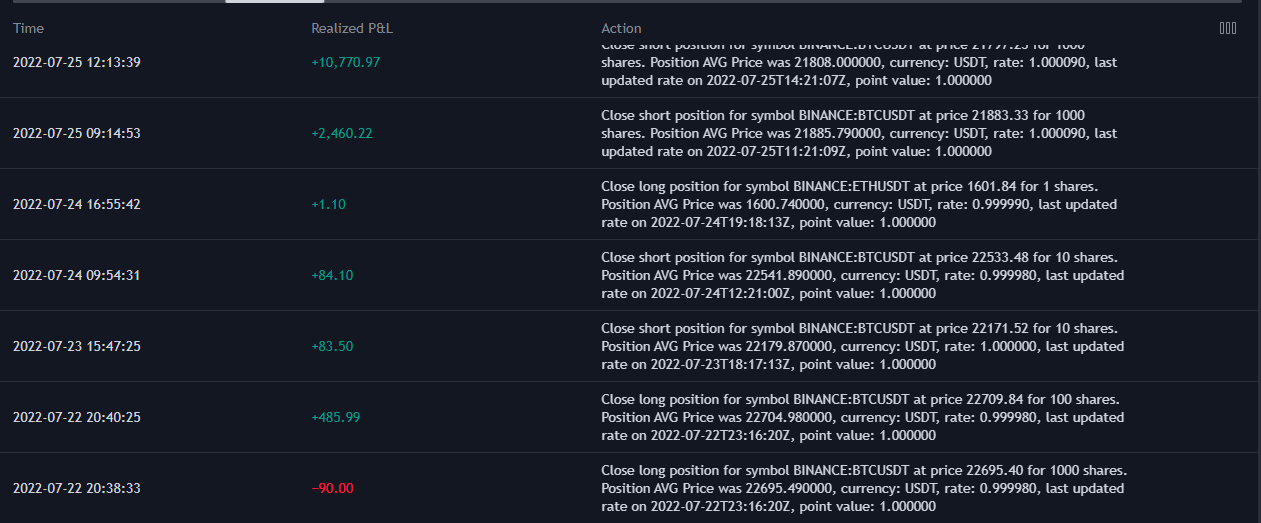 Time Realized P&L Action
Close short position for symbol BINANCE:BTCUSDT at price 21797.23 for 1000
2022-07-25 12:13:39 +10,770.97 shares. Position AVG Price was 21808.000000, currency: USDT, rate: 1.000090, last
updated rate on 2022-07-25T14:21:07Z, point value: 1.000000
Close short position for symbol BINANCE:BTCUSDT at price 21883.33 for 1000
2022-07-25 09:14:53 +2,460.22 shares. Position AVG Price was 21885.790000, currency: USDT, rate: 1.000090, last
updated rate on 2022-07-25T11:21:09Z, point value: 1.000000
Close long position for symbol BINANCE:ETHUSDT at price 1601.84 for 1 shares.
2022-07-24 16:55:42 +1.10 Position AVG Price was 1600.740000, currency: USDT, rate: 0.999990, last updated
rate on 2022-07-24T19:18:13Z, point value: 1.000000
Close short position for symbol BINANCE:BTCUSDT at price 22533.48 for 10 shares.
2022-07-24 09:54:31 +84.10 Position AVG Price was 22541.890000, currency: USDT, rate: 0.999980, last updated
rate on 2022-07-24T12:21:00Z, point value: 1.000000
Close short position for symbol BINANCE:BTCUSDT at price 22171.52 for 10 shares.
2022-07-23 15:47:25 +83.50 Position AVG Price was 22179.870000, currency: USDT, rate: 1.000000, last updated
rate on 2022-07-23T18:17:13Z, point value: 1.000000
Close long position for symbol BINANCE:BTCUSDT at price 22709.84 for 100 shares.
2022-07-22 20:40:25 +485.99 Position AVG Price was 22704.980000, currency: USDT, rate: 0.999980, last updated
rate on 2022-07-22T23:16:20Z, point value: 1.000000
Close long position for symbol BINANCE:BTCUSDT at price 22695.40 for 1000 shares.
2022-07-22 20:38:33 −90.00 Position AVG Price was 22695.490000, currency: USDT, rate: 0.999980, last updated
rate on 2022-07-22T23:16:20Z, point value: 1.000000